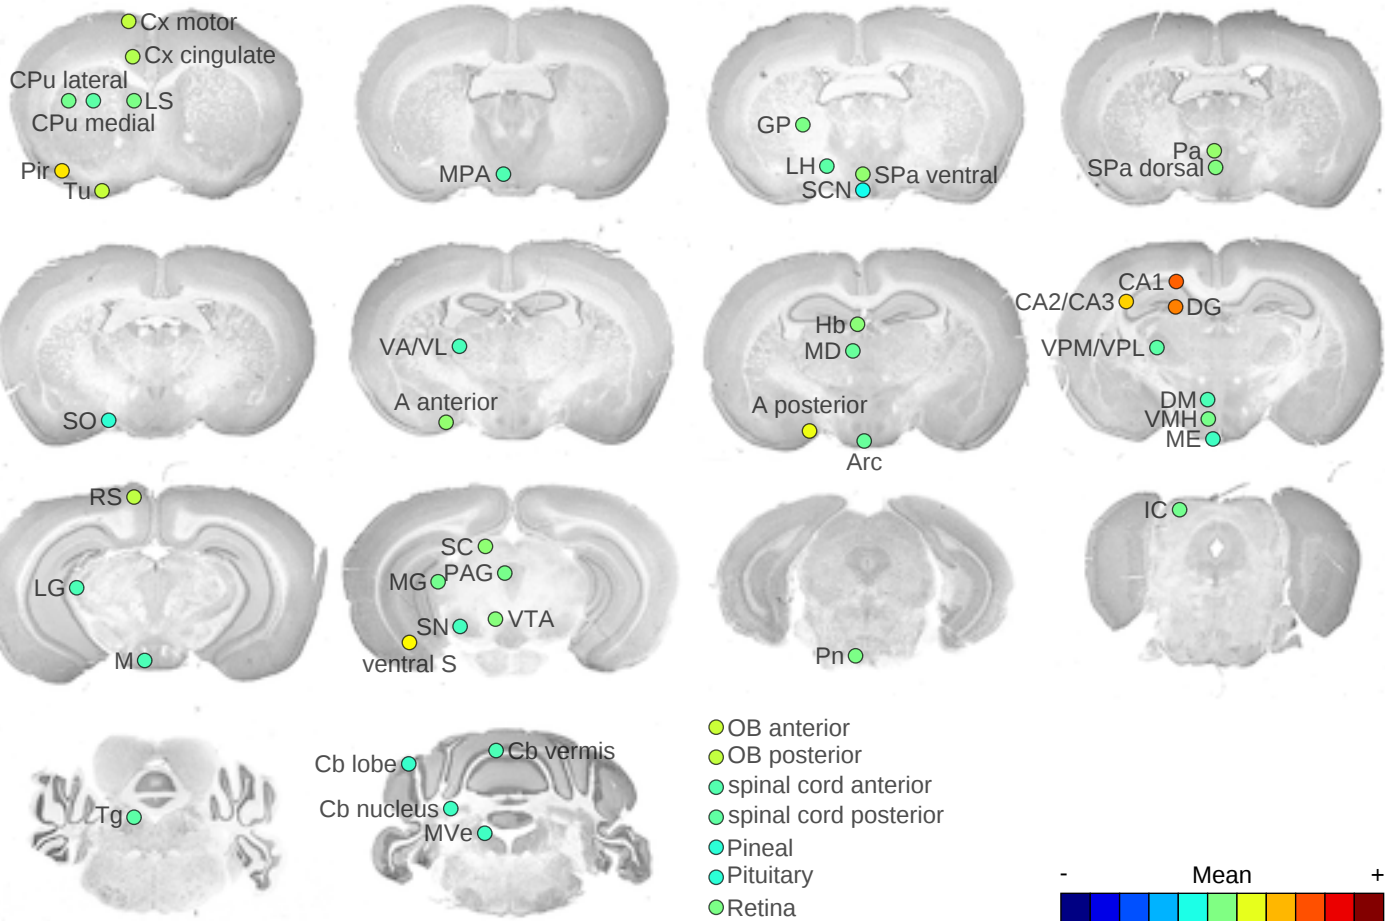 Cx motor
Cx cingulate
CPu lateral
LS
CPu medial
Pir
Tu
MPA
GP
LH
SPa ventral
SCN
Pa
SPa dorsal
SO
VA/VL
A anterior
Hb
MD
A posterior
Arc
CA1
CA2/CA3
DG
VPM/VPL
DM
VMH
ME
RS
LG
M
SC
MG
PAG
SN
VTA
ventral S
Pn
IC
Tg
Cb lobe
Cb vermis
Cb nucleus
MVe
OB anterior
OB posterior
spinal cord anterior
spinal cord posterior
Pineal
Pituitary
Retina
- Mean +